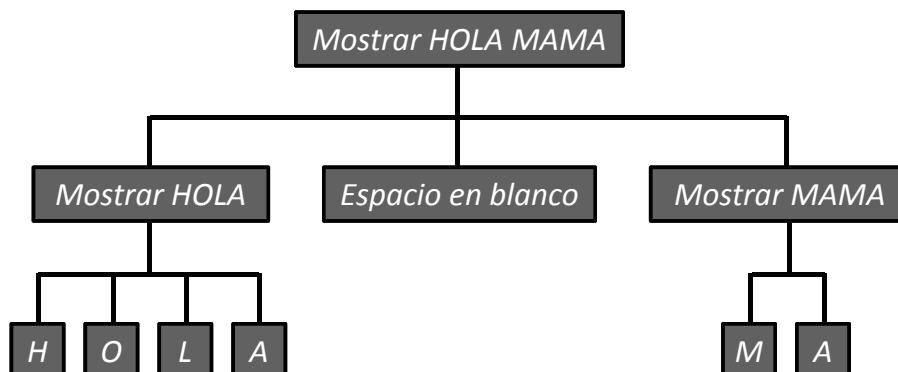 Mostrar HOLA MAMA
Mostrar HOLA
Espacio en blanco
Mostrar MAMA
H
O
L
A
M
A